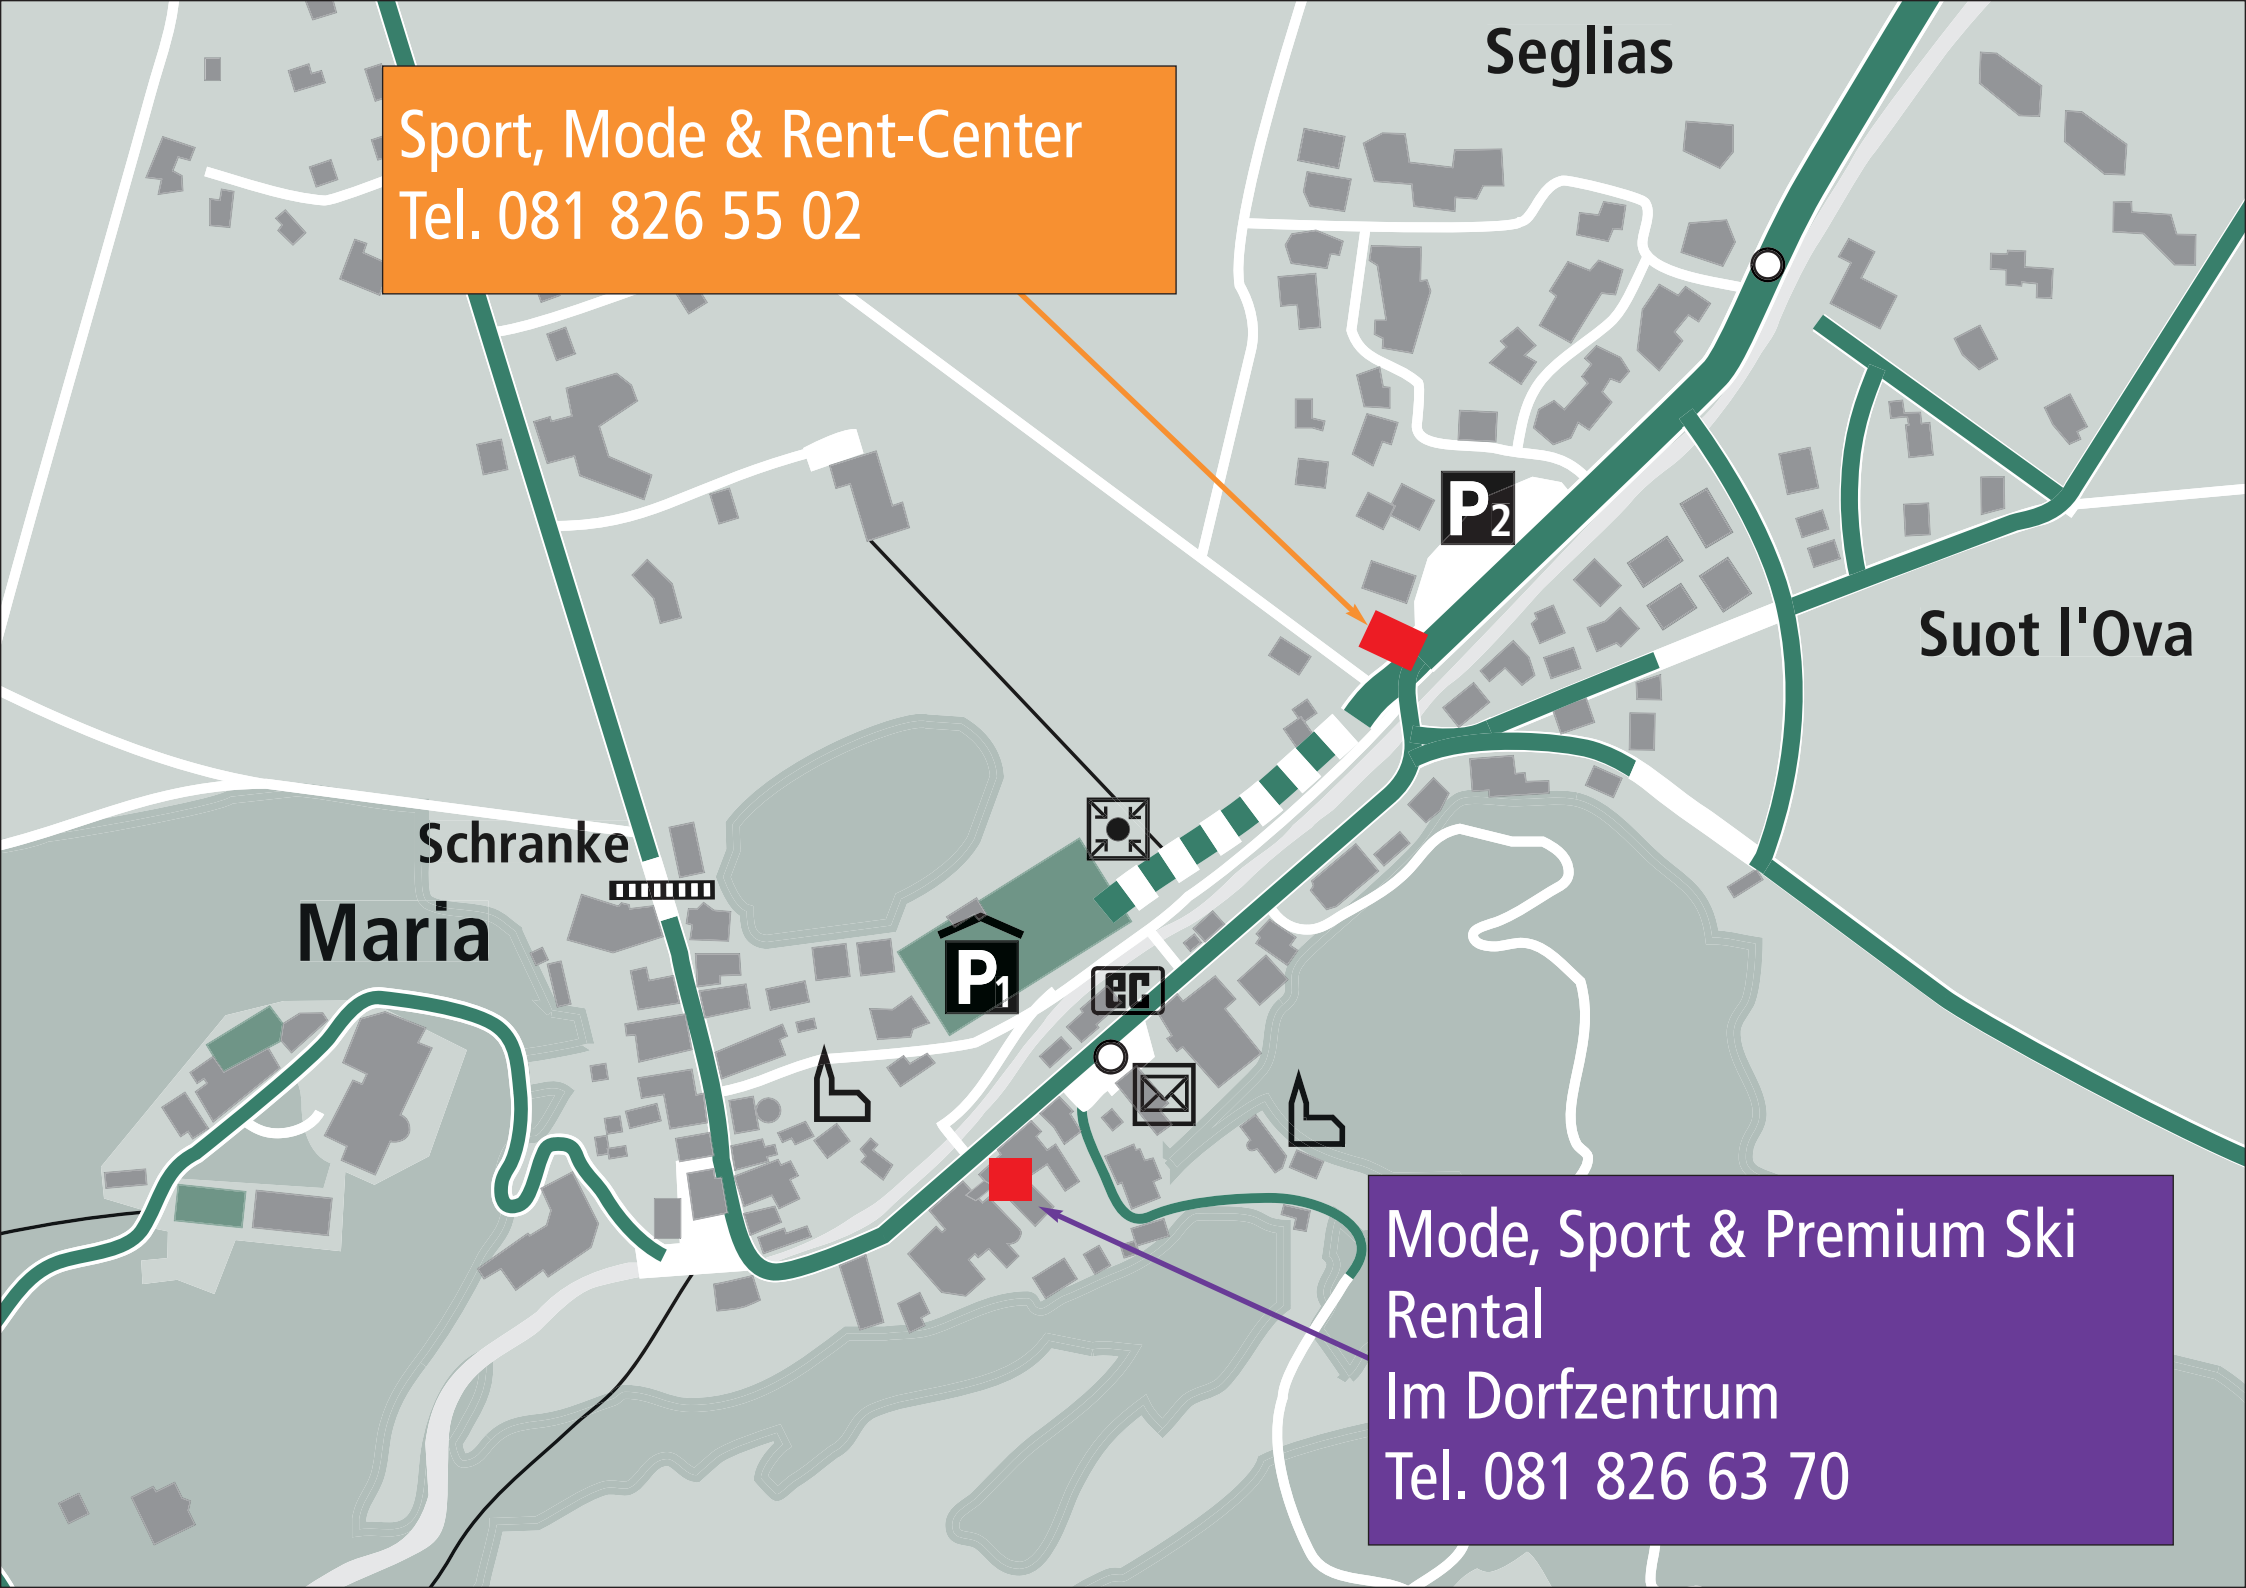 Seglias
Sport, Mode & Rent-Center
Tel. 081 826 55 02
P2
Suot l'Ova
Schranke
Maria
P1
ec
Mode, Sport & Premium Ski
Rental
Im Dorfzentrum
Tel. 081 826 63 70